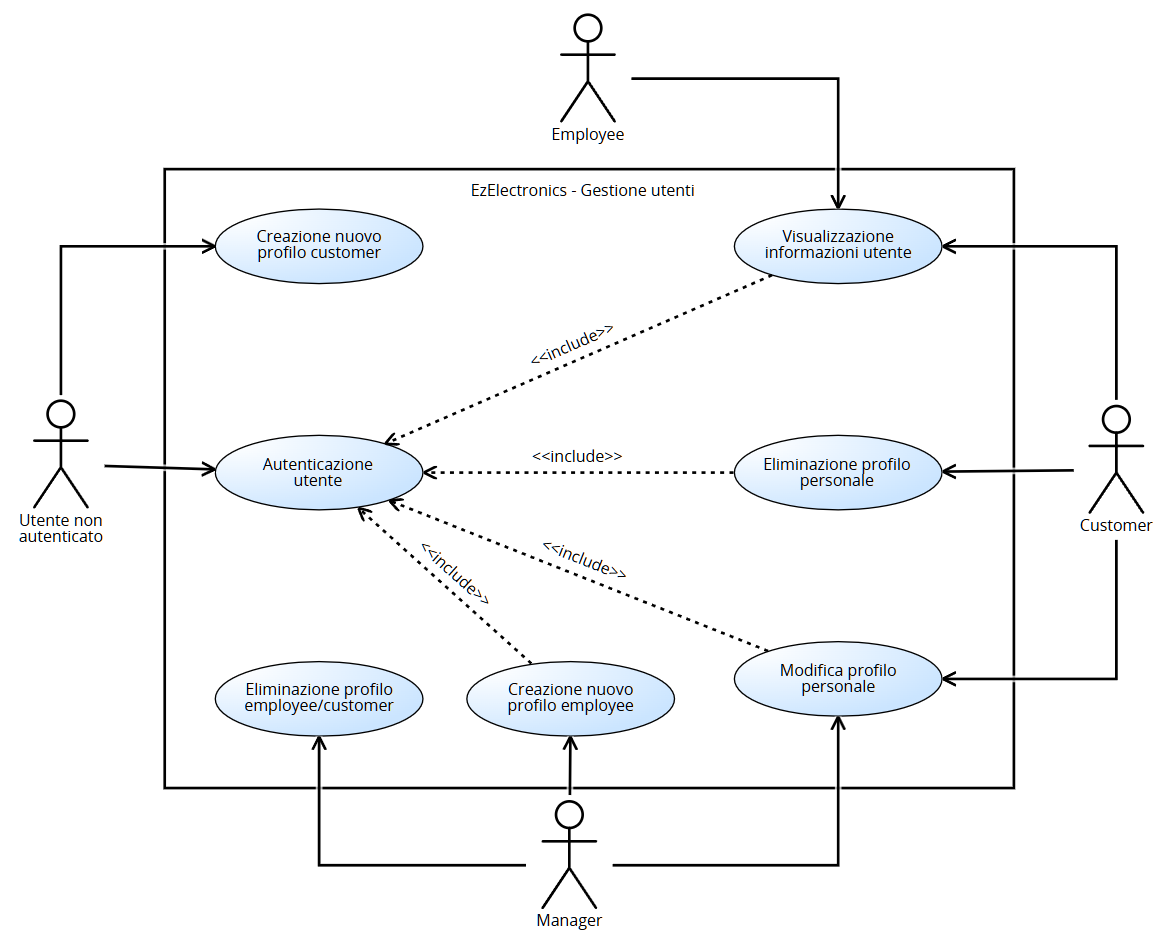 Employee
EzElectronics - Gestione utenti
Creazione nuovo
profilo customer
Visualizzazione
informazioni utente
<<include>>
Autenticazione
utente
<<include>>
Eliminazione profilo
personale
Utente non
autenticato
Customer
<<include>>
<<include>>
Eliminazione profilo
employee/customer
Creazione nuovo
profilo employee
Modifica profilo
personale
Manager